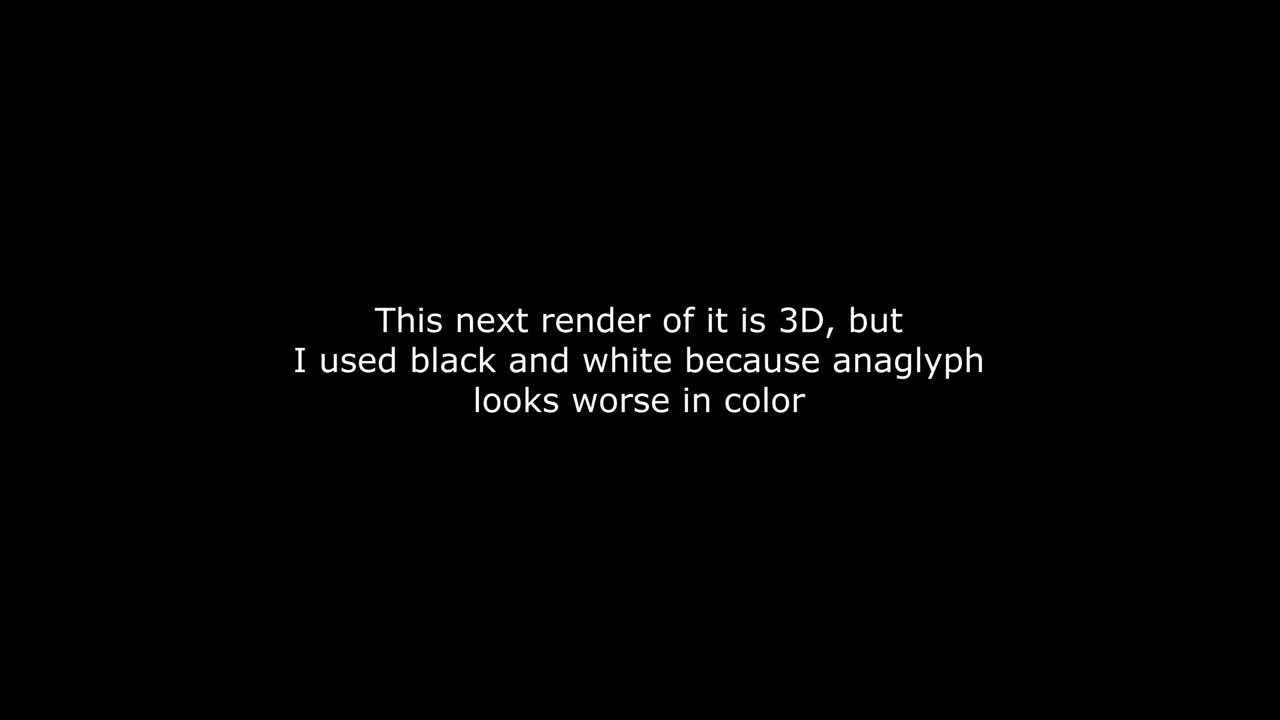 This next render of it is 3D, but
I used black and white because anaglyph
looks worse in color